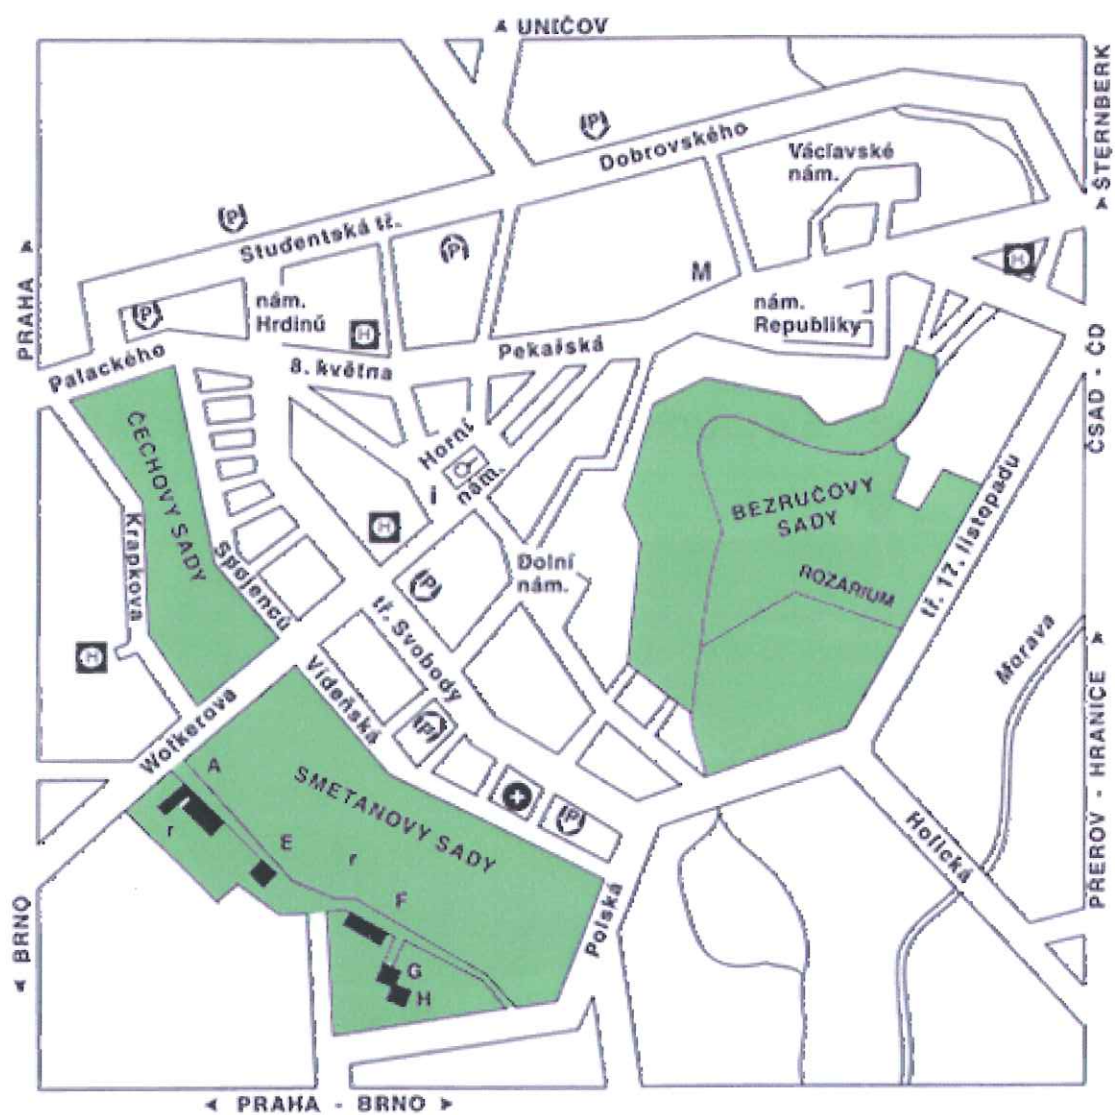 UNIČOV
ŠTERNBERK
Dobrovského
Václavské
nám.
P
P
Studentská tř.
P
M
H
PRAHA
nám.
Hrdinů
P
H
nám.
Republiky
Pekařská
Palackého
8. května
ČSAD - ČD
ČECHOVY SADY
Horní
nám.
i
H
BEZRUČOVY
SADY
ROZÁRIUM
tř. 17. listopadu
Krapkova
Spojenců
Dolní
nám.
P
tř. Svobody
H
Vídeňská
Morava
PŘEROV - HRANICE
Wolkerova
P
A
SMETANOVY SADY
P
r
E
r
F
Holická
Polská
BRNO
G
H
PRAHA - BRNO